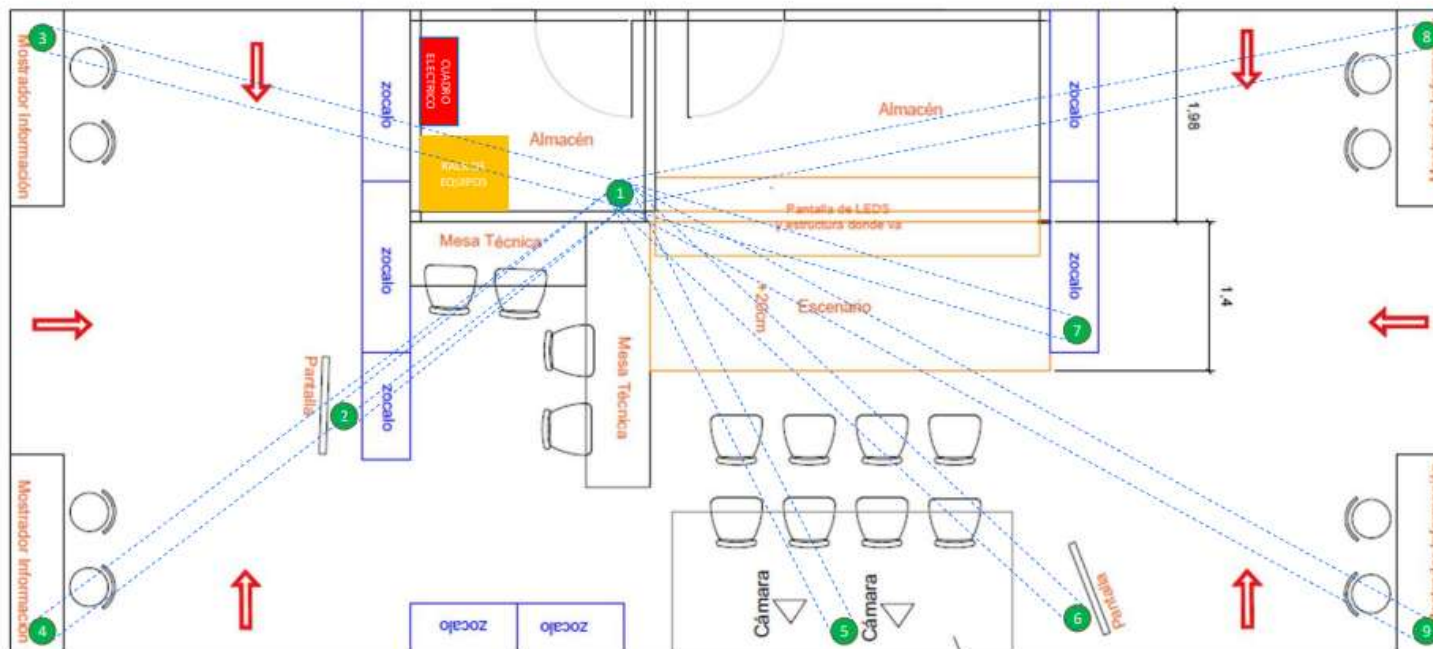 3
8
Mostrador Información
zocalo
CUADRO
ELECTRICO
Almacén
Almacén
zocalo
1,98
RACK DE
EQUIPOS
1
Pantalla de LEDS
y estructura donde va
Mesa Técnica
zocalo
+ 28cm
Escenario
zocalo
1,4
7
Pantalla
2
zocalo
Mesa Técnica
Mostrador Informacion
4
zocalo
zocalo
Cámara
5
Cámara
6
Pantalla
9